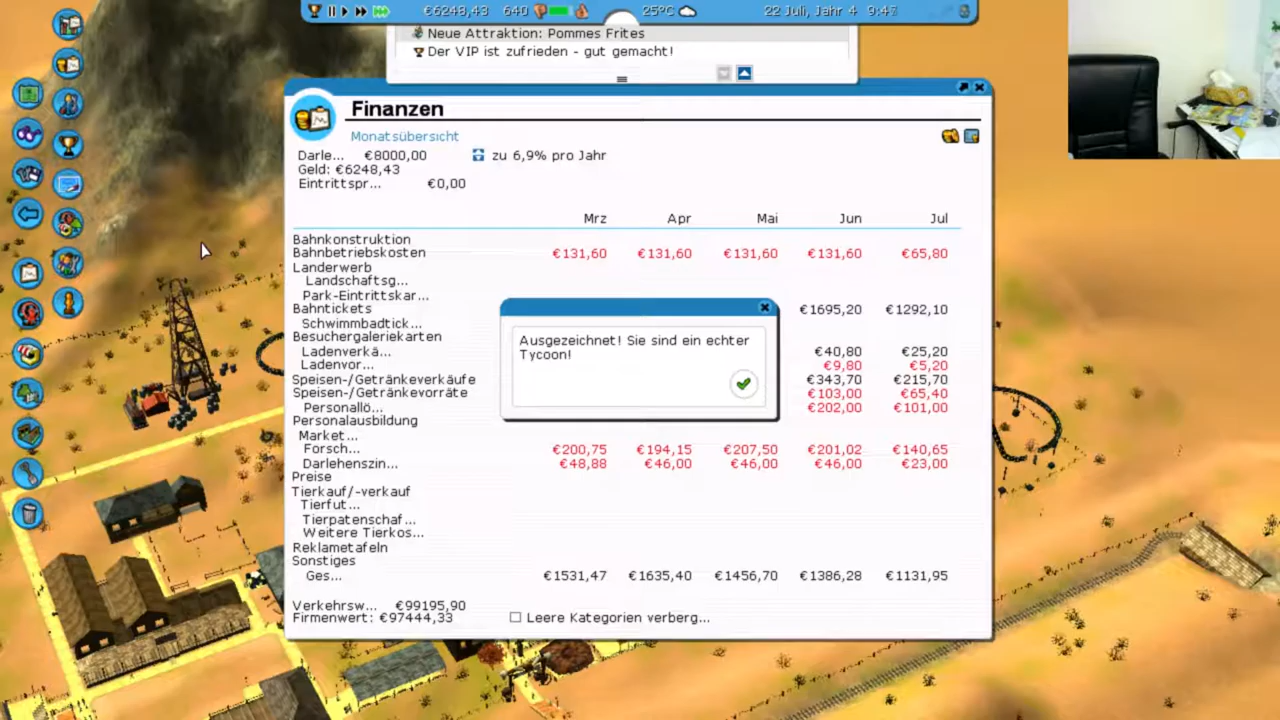 €6248,43 640 25°C 22 Juli, Jahr 4 9:47
Neue Attraktion: Pommes Frites
Der VIP ist zufrieden - gut gemacht!
Finanzen
Monatsübersicht
Darle... €8000,00 zu 6,9% pro Jahr
Geld: €6248,43
Eintrittspr... €0,00
Mrz Apr Mai Jun Jul
Bahnkonstruktion
Bahnbetriebskosten €131,60 €131,60 €131,60 €131,60 €65,80
Landerwerb
Landschaftsg...
Park-Eintrittskar...
Bahntickets €1695,20 €1292,10
Schwimmbadtick...
Besuchergaleriekarten
Ladenverkä... €40,80 €25,20
Ladenvor... €9,80 €5,20
Speisen-/Getränkeverkäufe €343,70 €215,70
Speisen-/Getränkevorräte €103,00 €65,40
Personallö... €202,00 €101,00
Personalausbildung
Market...
Forsch... €200,75 €194,15 €207,50 €201,02 €140,65
Darlehenszin... €48,88 €46,00 €46,00 €46,00 €23,00
Preise
Tierkauf/-verkauf
Tierfut...
Tierpatenschaf...
Weitere Tierkos...
Reklametafeln
Sonstiges
Ges... €1531,47 €1635,40 €1456,70 €1386,28 €1131,95
Verkehrsw... €99195,90
Firmenwert: €97444,33
Leere Kategorien verberg...
Ausgezeichnet! Sie sind ein echter
Tycoon!